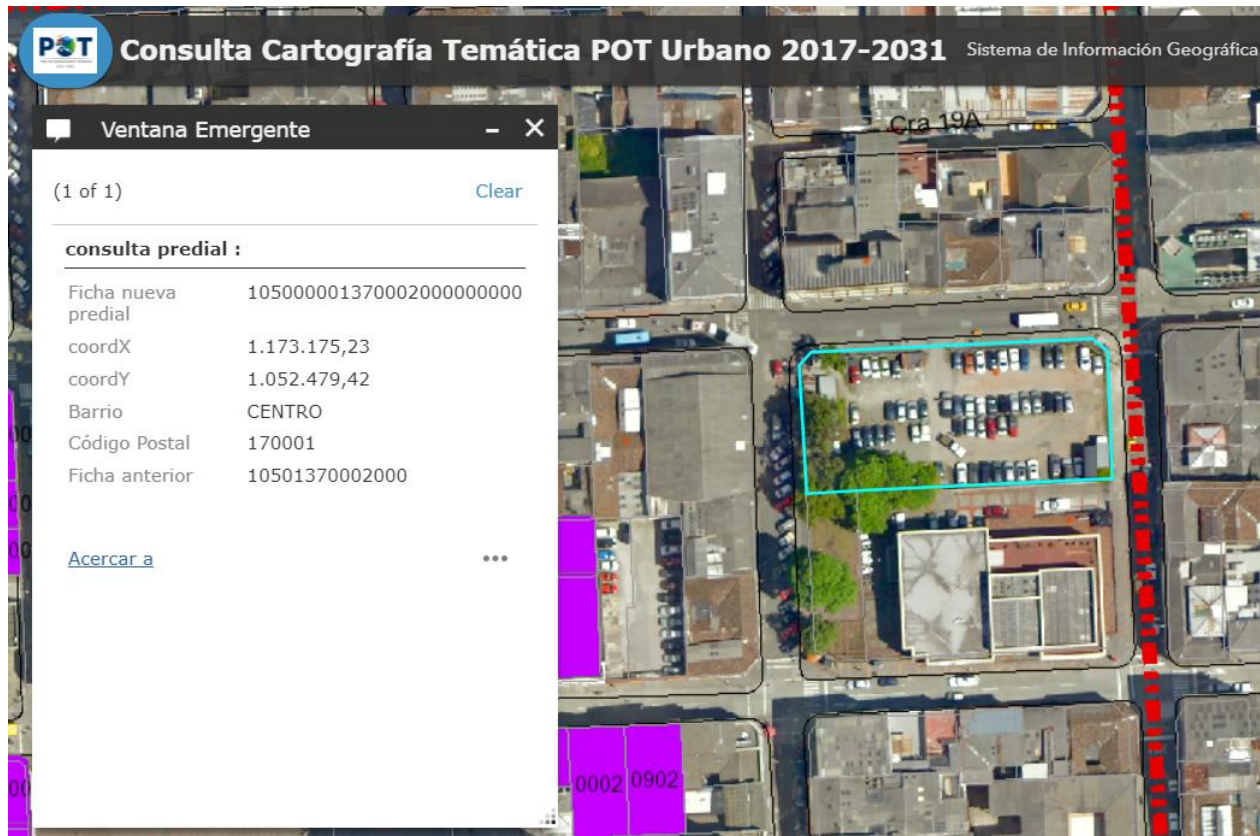 POT
Consulta Cartografía Temática POT Urbano 2017-2031 Sistema de Información Geográfica
Ventana Emergente
(1 of 1) Clear
consulta predial :
Ficha nueva predial 105000001370002000000000
coordX 1.173.175,23
coordY 1.052.479,42
Barrio CENTRO
Código Postal 170001
Ficha anterior 10501370002000
Acercar a
Cra 19A
0002 0902